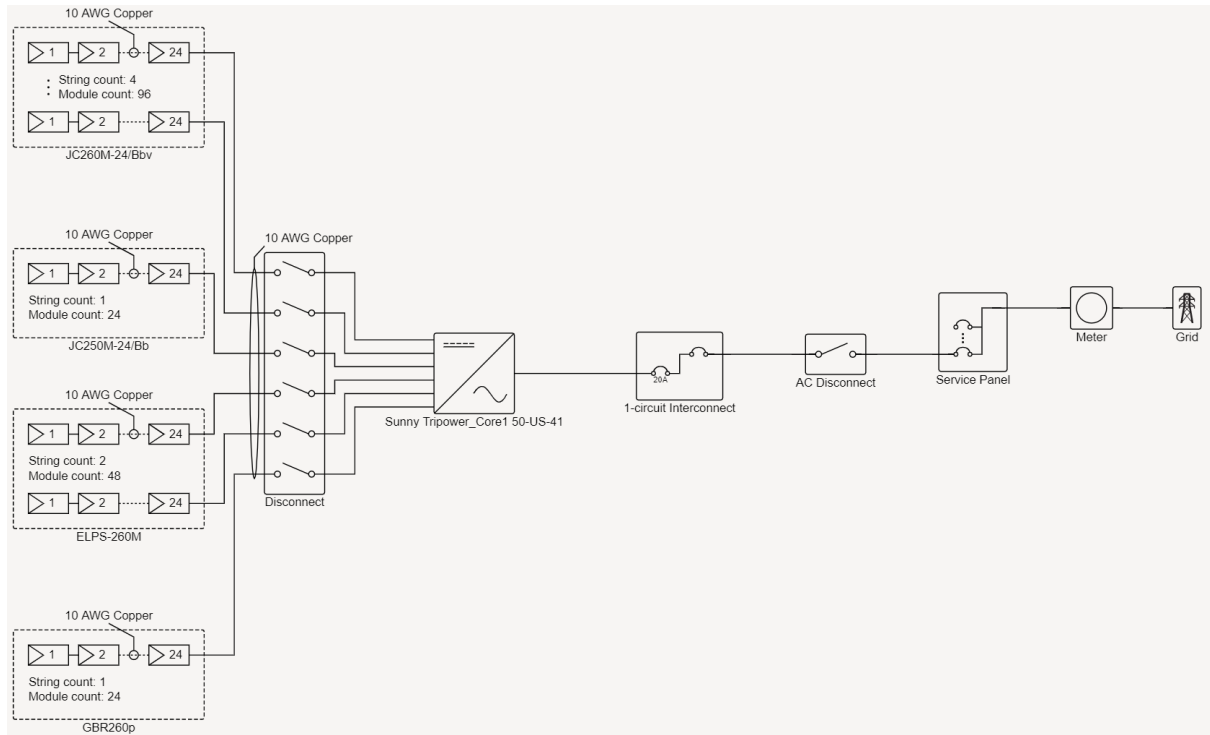 10 AWG Copper
1 2 24
String count: 4
Module count: 96
1 2 24
JC260M-24/Bbv
10 AWG Copper
1 2 24
String count: 1
Module count: 24
JC250M-24/Bb
10 AWG Copper
1 2 24
String count: 2
Module count: 48
1 2 24
ELPS-260M
10 AWG Copper
1 2 24
String count: 1
Module count: 24
GBR260p
10 AWG Copper
Disconnect
Sunny Tripower_Core1 50-US-41
20A
1-circuit Interconnect
AC Disconnect
Service Panel
Meter
Grid